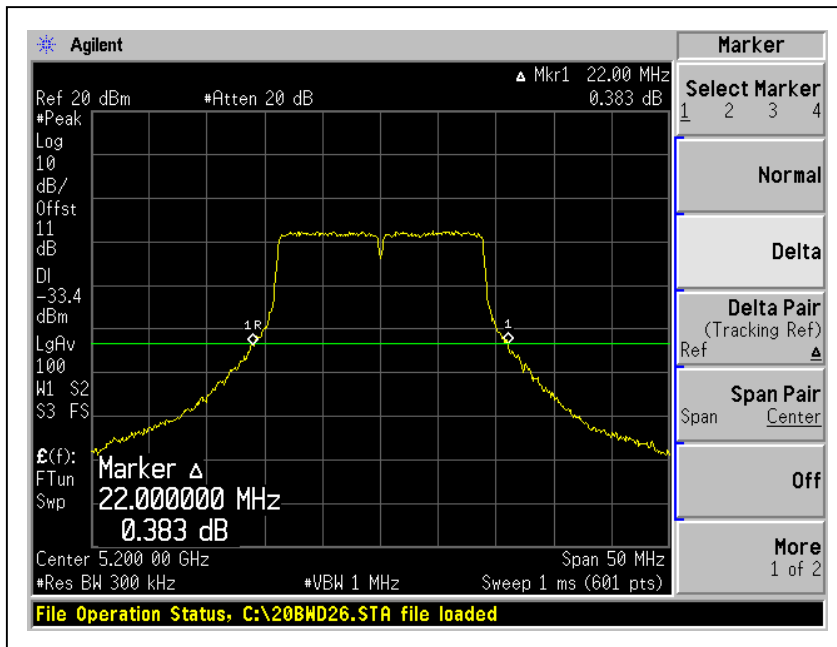 Agilent
Marker
Δ Mkr1 22.00 MHz
Ref 20 dBm #Atten 20 dB 0.383 dB
#Peak
Log
10
dB/
Offst
11
dB
DI
-33.4
dBm
LgAv
100
W1 S2
S3 FS
£(f):
FTun
Swp
1R
1
Marker Δ
22.000000 MHz
0.383 dB
Center 5.200 00 GHz Span 50 MHz
#Res BW 300 kHz #VBW 1 MHz Sweep 1 ms (601 pts)
File Operation Status, C:\20BWD26.STA file loaded
Select Marker
1 2 3 4
Normal
Delta
Delta Pair
(Tracking Ref)
Ref Δ
Span Pair
Span Center
Off
More
1 of 2